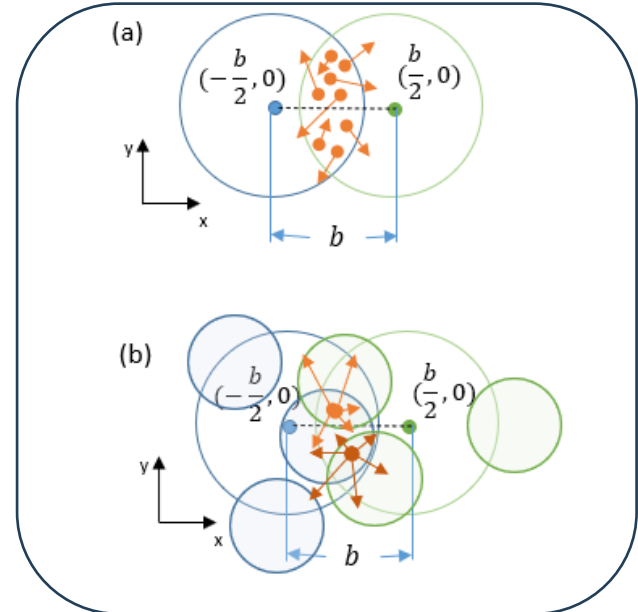 (a)
(-b/2, 0)
(b/2, 0)
y
x
b
(b)
(-b/2, 0)
(b/2, 0)
y
x
b